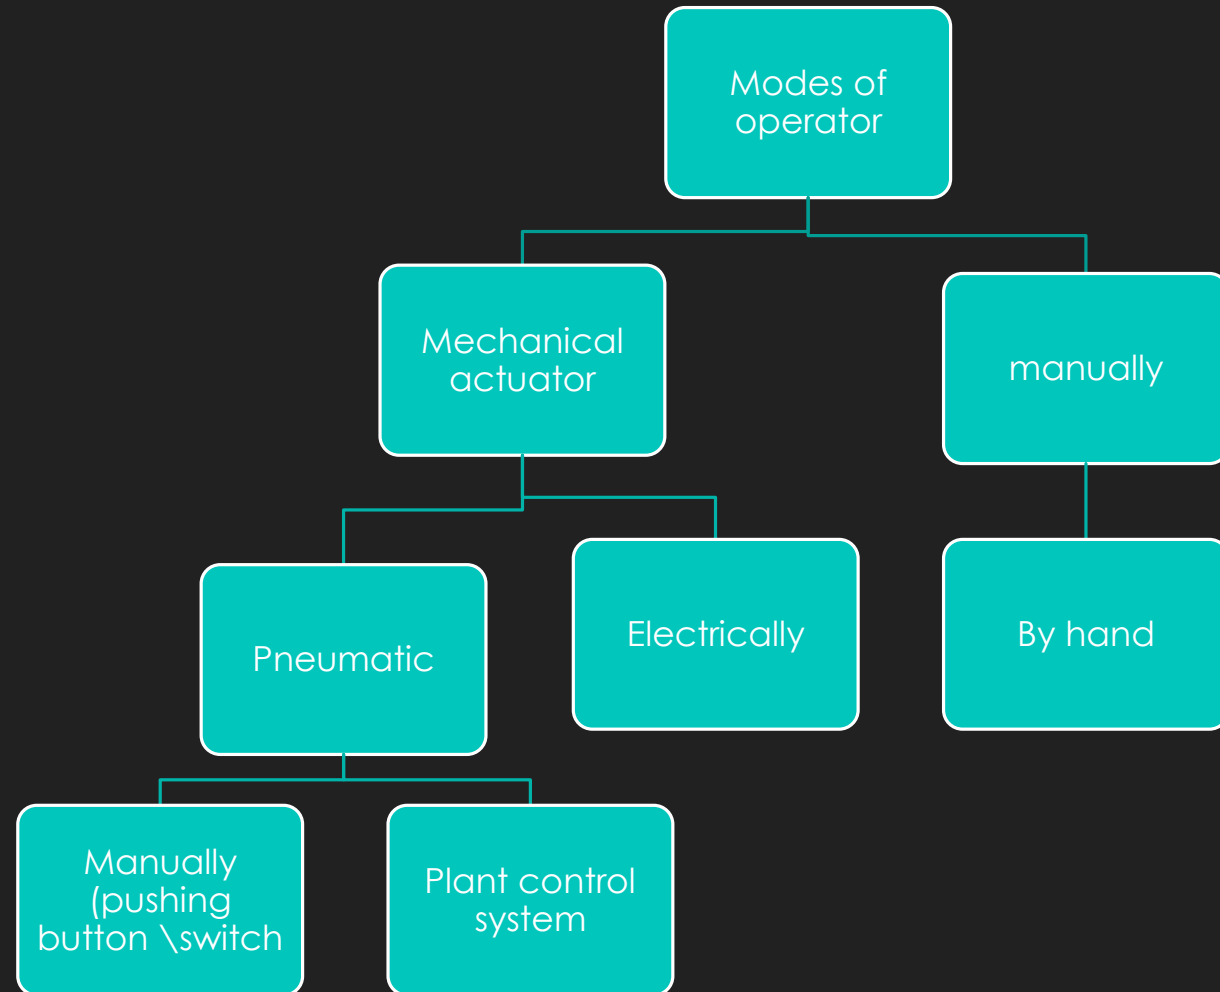 Modes of
operator
Mechanical
actuator
manually
Pneumatic
Electrically
By hand
Manually
(pushing
button \switch
Plant control
system